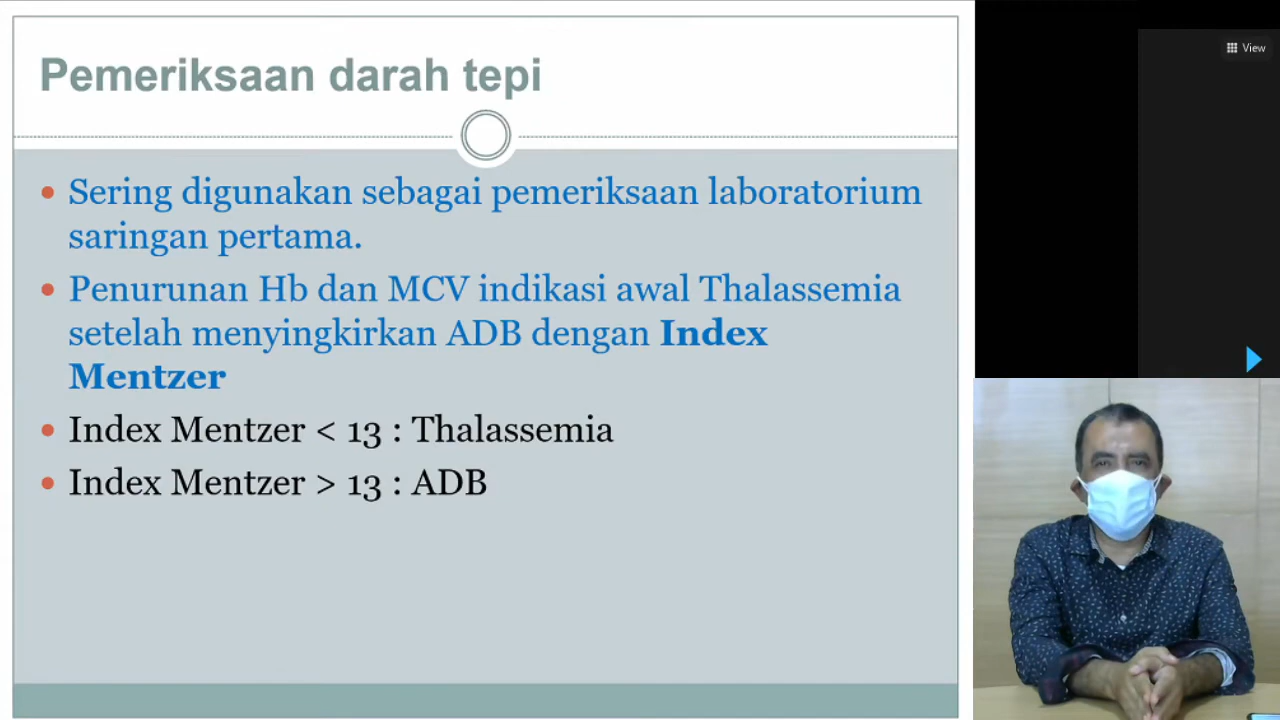 Pemeriksaan darah tepi
Sering digunakan sebagai pemeriksaan laboratorium
saringan pertama.
Penurunan Hb dan MCV indikasi awal Thalassemia
setelah menyingkirkan ADB dengan Index
Mentzer
Index Mentzer < 13 : Thalassemia
Index Mentzer > 13 : ADB
View